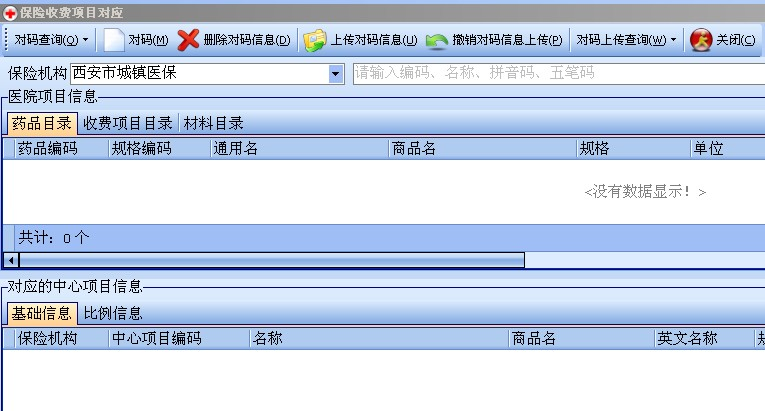 保险收费项目对应
对码查询(Q) 对码(M) 删除对码信息(D) 上传对码信息(U) 撤销对码信息上传(P) 对码上传查询(W) 关闭(C)
保险机构 西安市城镇医保 请输入编码、名称、拼音码、五笔码
医院项目信息
药品目录 收费项目目录 材料目录
药品编码 规格编码 通用名 商品名 规格 单位
<没有数据显示！>
共计：0个
对应的中心项目信息
基础信息 比例信息
保险机构 中心项目编码 名称 商品名 英文名称